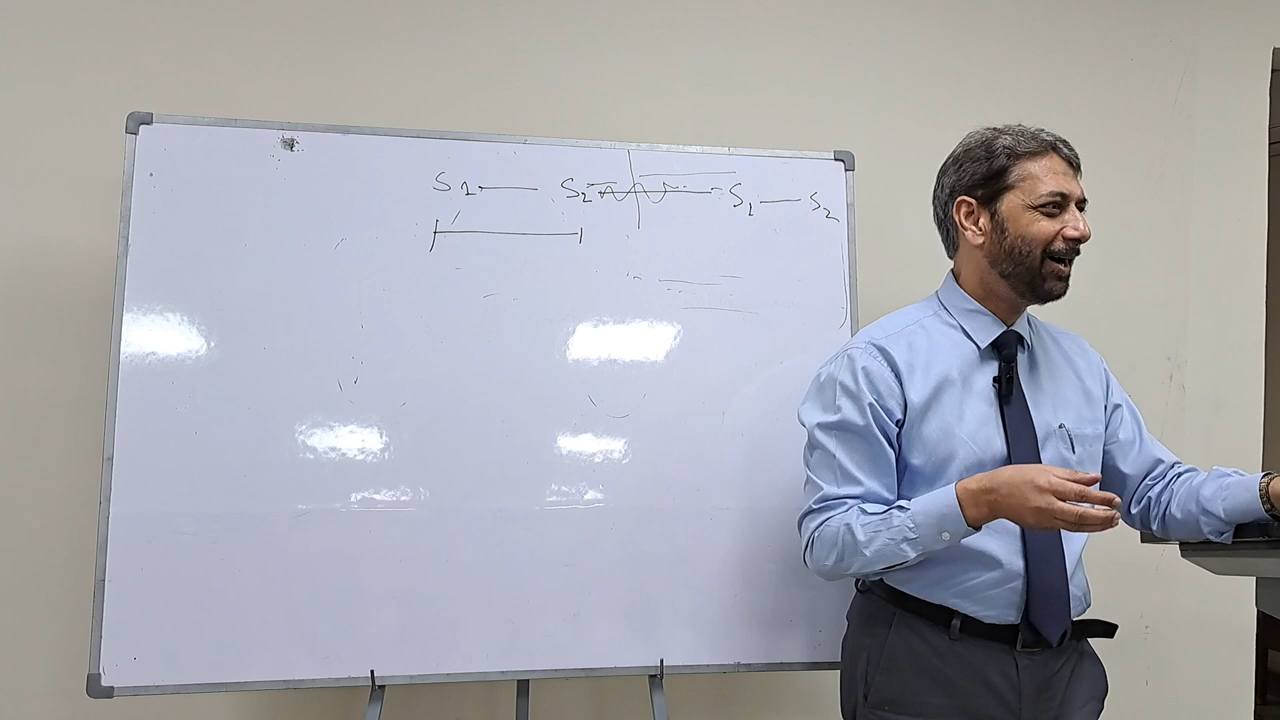 S1 — S2 S1 — S2